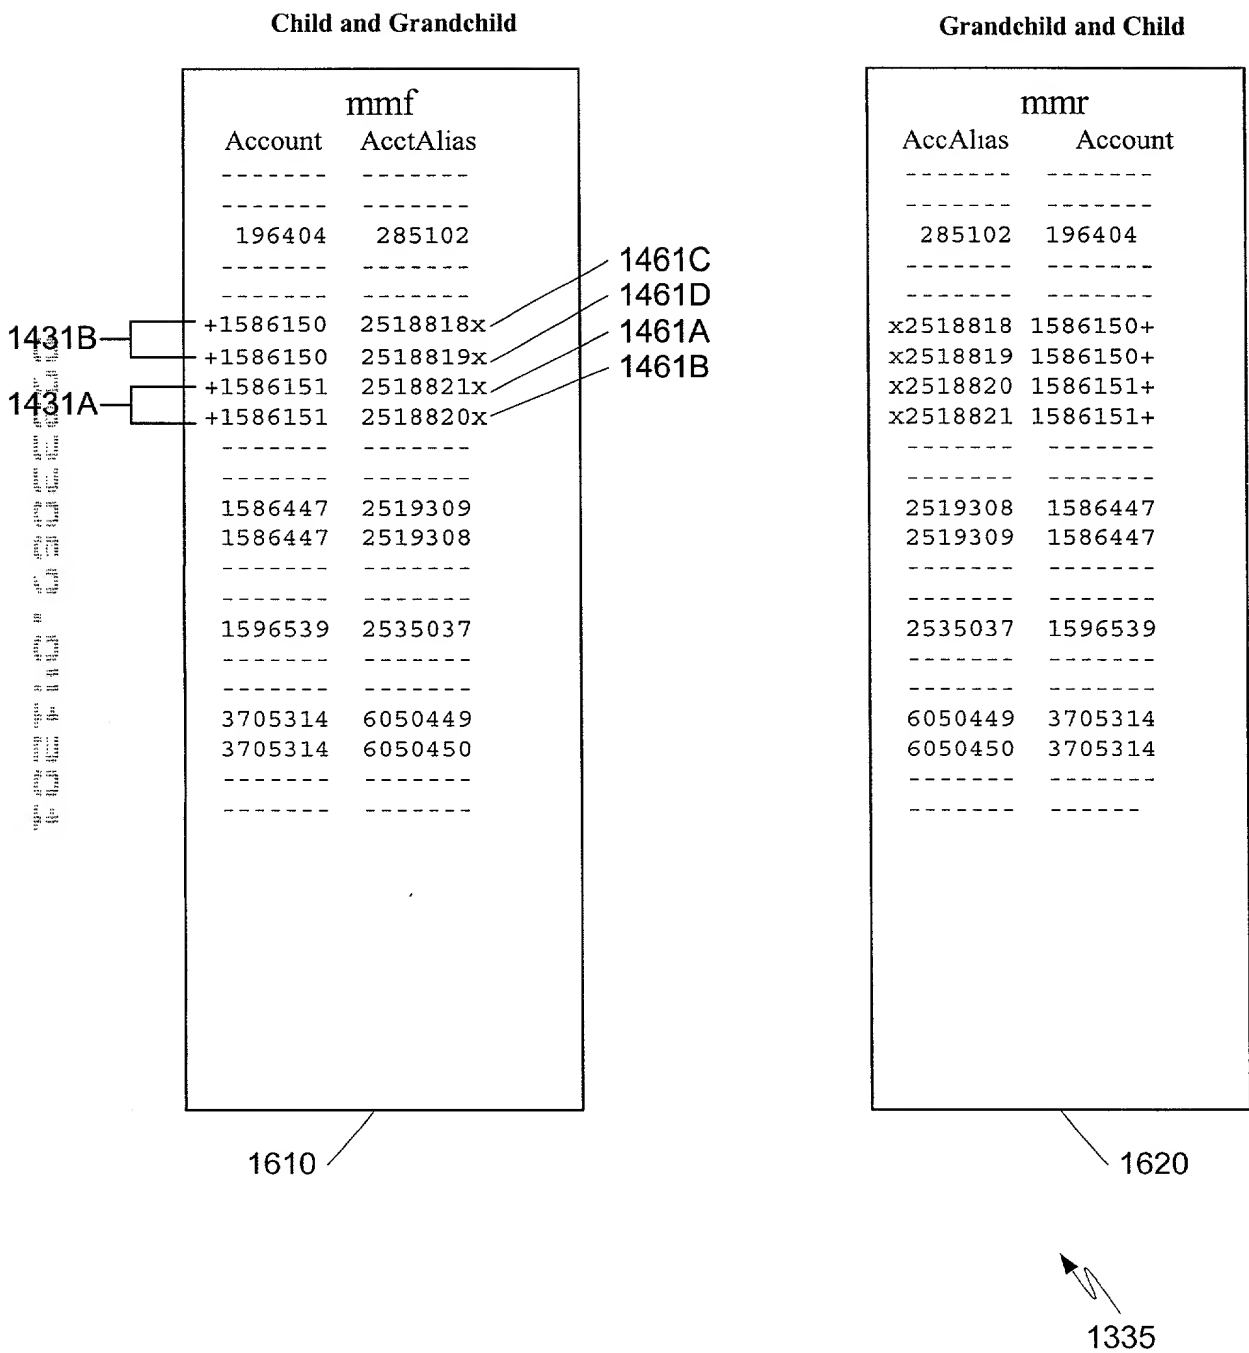 Child and Grandchild
Grandchild and Child
mmf
Account AcctAlias
------- -------
------- -------
196404 285102
------- -------
------- -------
+1586150 2518818x
+1586150 2518819x
+1586151 2518821x
+1586151 2518820x
------- -------
------- -------
1586447 2519309
1586447 2519308
------- -------
------- -------
1596539 2535037
------- -------
------- -------
3705314 6050449
3705314 6050450
------- -------
------- -------
1431B
1431A
1461C
1461D
1461A
1461B
1610
mmr
AccAlias Account
------- -------
------- -------
285102 196404
------- -------
------- -------
x2518818 1586150+
x2518819 1586150+
x2518820 1586151+
x2518821 1586151+
------- -------
------- -------
2519308 1586447
2519309 1586447
------- -------
------- -------
2535037 1596539
------- -------
------- -------
6050449 3705314
6050450 3705314
------- -------
------- ------
1620
1335